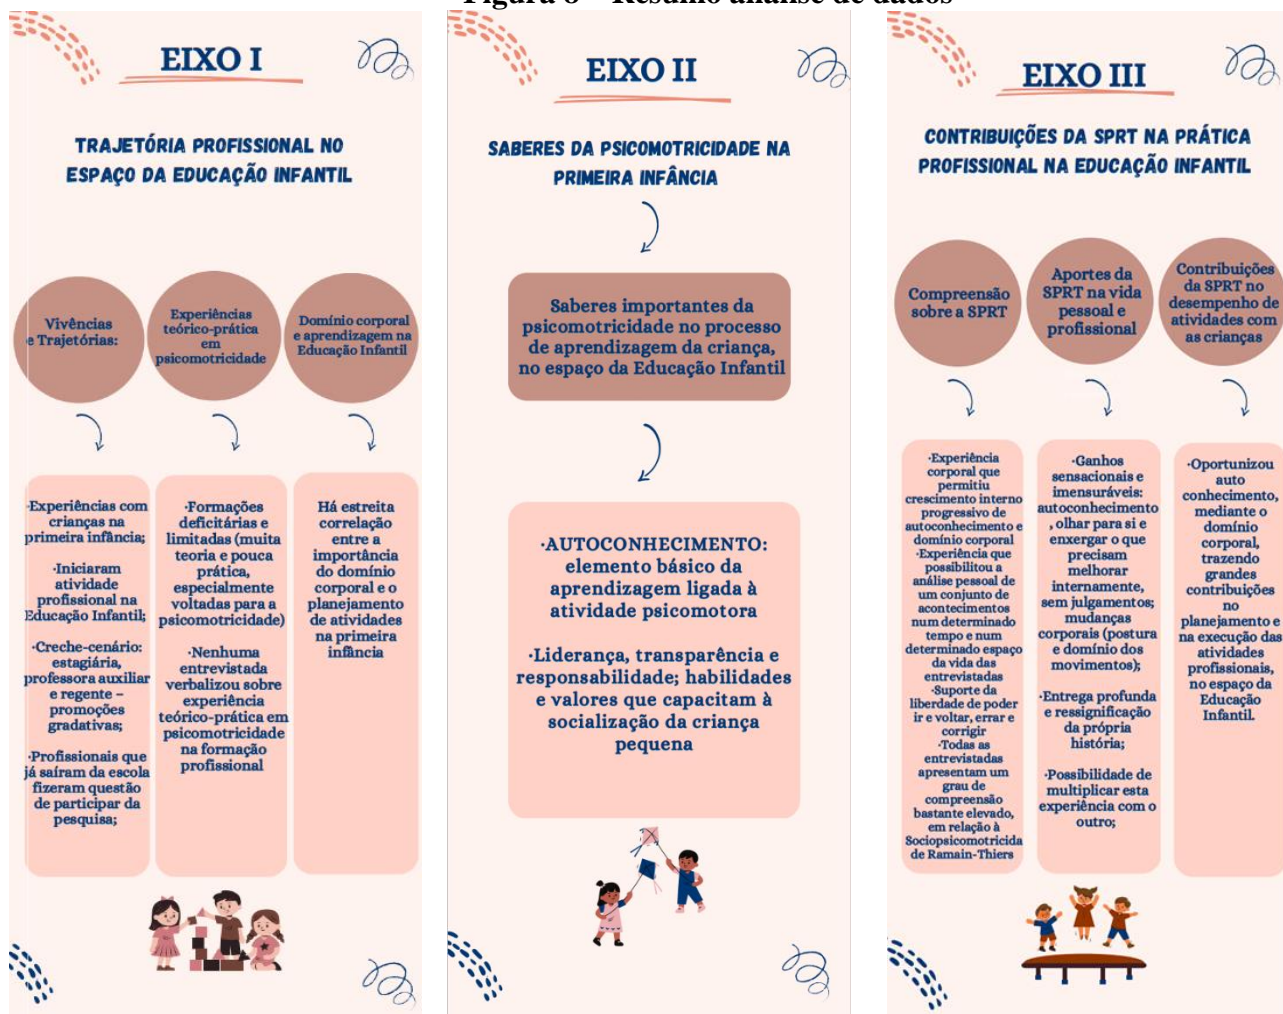 Figura 8 – Resumo análise de dados
EIXO I
TRAJETÓRIA PROFISSIONAL NO
ESPAÇO DA EDUCAÇÃO INFANTIL
Vivências
e Trajetórias:
Experiências
teórico-prática
em
psicomotricidade
Domínio corporal
e aprendizagem na
Educação Infantil
·Experiências com
crianças na
primeira infância;
·Iniciaram
atividade
profissional na
Educação Infantil;
·Creche-cenário:
estagiária,
professora auxiliar
e regente –
promoções
gradativas;
·Profissionais que
já saíram da escola
fizeram questão
de participar da
pesquisa;
·Formações
deficitárias e
limitadas (muita
teoria e pouca
prática,
especialmente
voltadas para a
psicomotricidade)
·Nenhuma
entrevistada
verbalizou sobre
experiência
teórico-prática em
psicomotricidade
na formação
profissional
Há estreita
correlação
entre a
importância
do domínio
corporal e o
planejamento
de atividades
na primeira
infância
EIXO II
SABERES DA PSICOMOTRICIDADE NA
PRIMEIRA INFÂNCIA
Saberes importantes da
psicomotricidade no processo
de aprendizagem da criança,
no espaço da Educação Infantil
·AUTOCONHECIMENTO:
elemento básico da
aprendizagem ligada à
atividade psicomotora
·Liderança, transparência e
responsabilidade; habilidades
e valores que capacitam à
socialização da criança
pequena
EIXO III
CONTRIBUIÇÕES DA SPRT NA PRÁTICA
PROFISSIONAL NA EDUCAÇÃO INFANTIL
Compreensão
sobre a SPRT
Aportes da
SPRT na vida
pessoal e
profissional
Contribuições
da SPRT no
desempenho de
atividades com
as crianças
·Experiência
corporal que
permitiu
crescimento interno
progressivo de
autoconhecimento e
domínio corporal
·Experiência que
possibilitou a
análise pessoal de
um conjunto de
acontecimentos
num determinado
tempo e num
determinado espaço
da vida das
entrevistadas
·Suporte da
liberdade de poder
ir e voltar, errar e
corrigir
·Todas as
entrevistadas
apresentam um
grau de
compreensão
bastante elevado,
em relação à
Sociopsicomotricida
de Ramain-Thiers
·Ganhos
sensacionais e
imensuráveis:
autoconhecimento
, olhar para si e
enxergar o que
precisam
melhorar
internamente,
sem julgamentos;
mudanças
corporais (postura
e domínio dos
movimentos);
·Entrega profunda
e ressignificação
da própria
história;
·Possibilidade de
multiplicar esta
experiência com o
outro;
·Oportunizou
auto
conhecimento,
mediante o
domínio
corporal,
trazendo
grandes
contribuições
no
planejamento e
na execução das
atividades
profissionais,
no espaço da
Educação
Infantil.